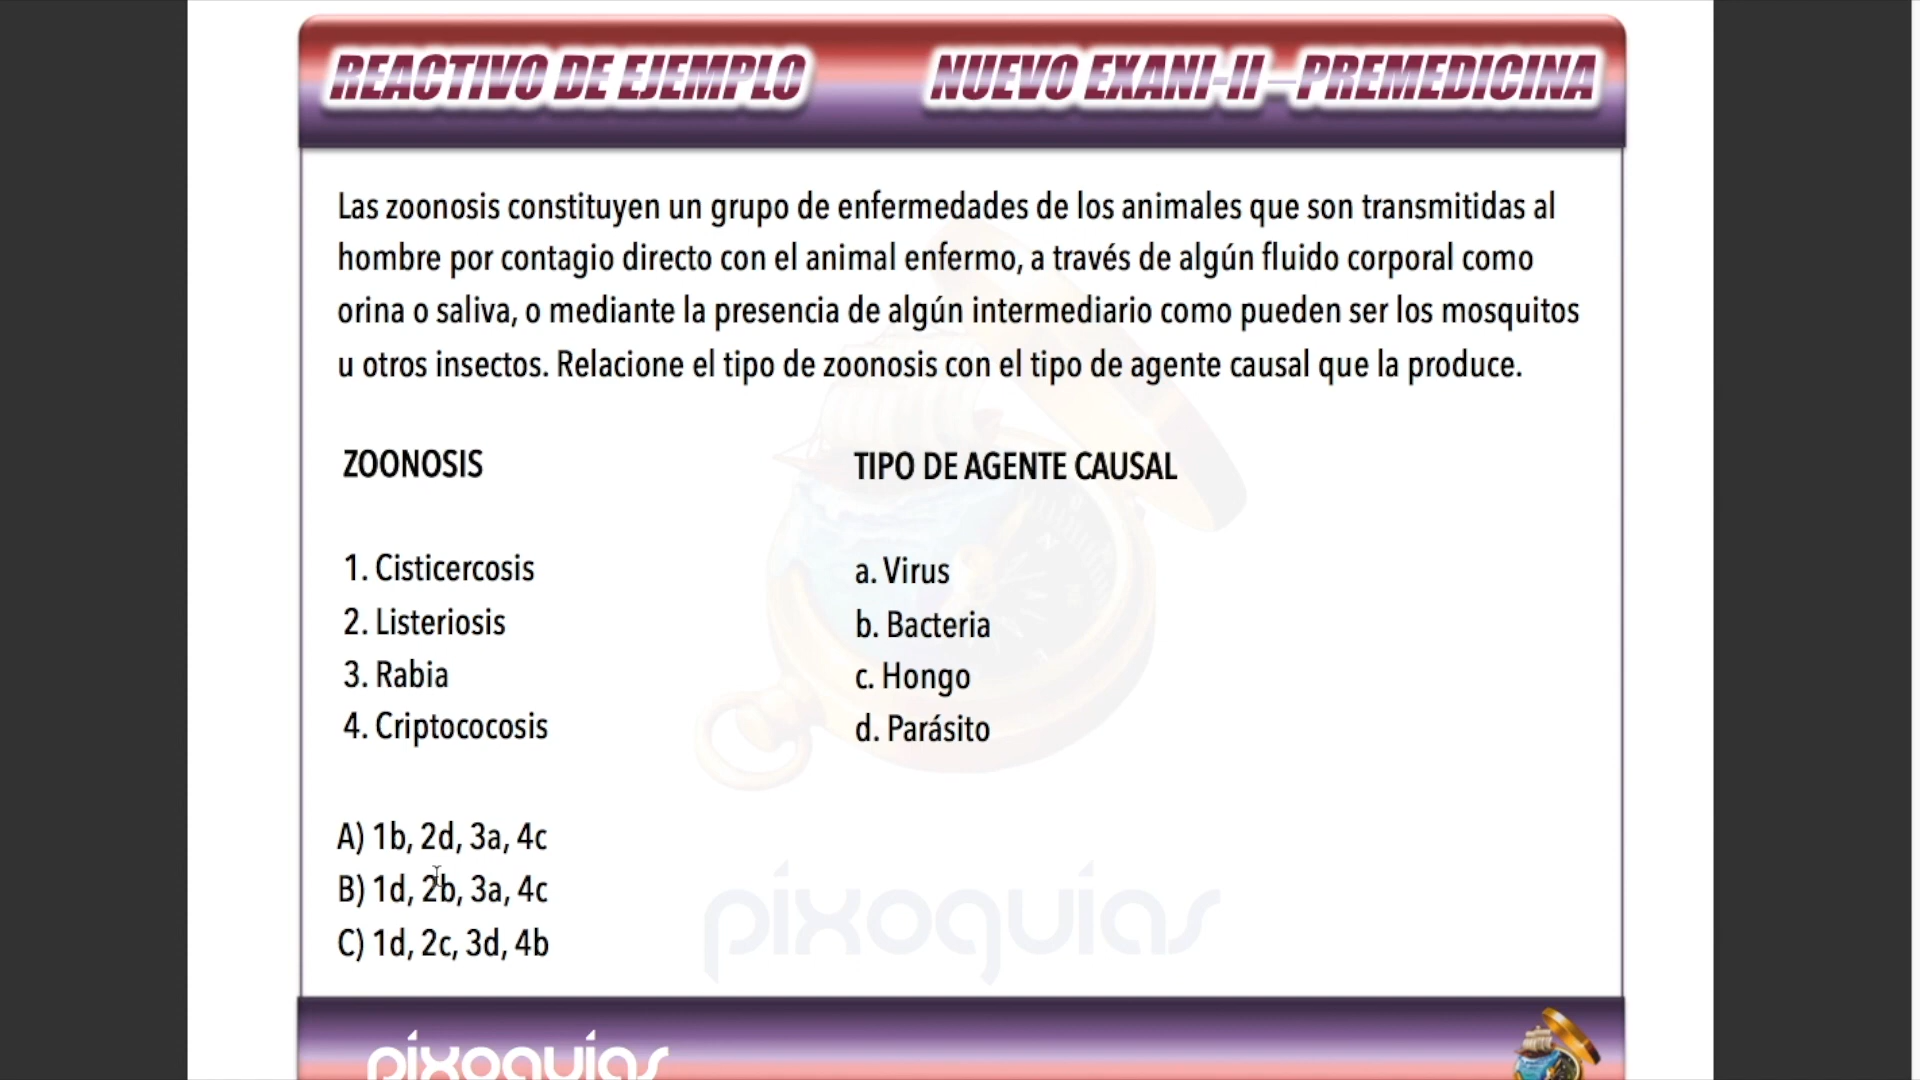 REACTIVO DE EJEMPLO
NUEVO EXANI-II – PREMEDICINA
Las zoonosis constituyen un grupo de enfermedades de los animales que son transmitidas al
hombre por contagio directo con el animal enfermo, a través de algún fluido corporal como
orina o saliva, o mediante la presencia de algún intermediario como pueden ser los mosquitos
u otros insectos. Relacione el tipo de zoonosis con el tipo de agente causal que la produce.
ZOONOSIS
1. Cisticercosis
2. Listeriosis
3. Rabia
4. Criptococosis
TIPO DE AGENTE CAUSAL
a. Virus
b. Bacteria
c. Hongo
d. Parásito
A) 1b, 2d, 3a, 4c
B) 1d, 2b, 3a, 4c
C) 1d, 2c, 3d, 4b
pixoguias
pixoguias